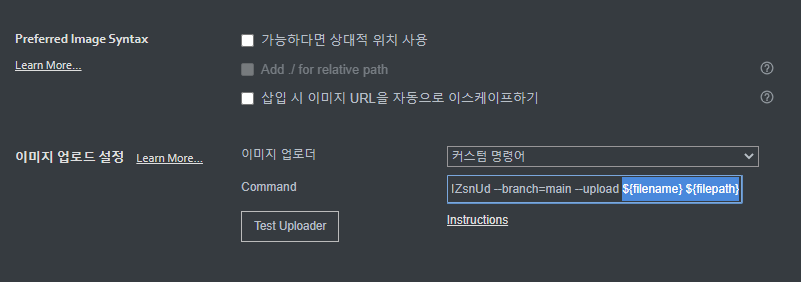 Preferred Image Syntax
가능하다면 상대적 위치 사용
Learn More...
Add ./ for relative path
삽입 시 이미지 URL을 자동으로 이스케이프하기
이미지 업로드 설정 Learn More...
이미지 업로더
커스텀 명령어
Command
IZsnUd --branch=main --upload ${filename} ${filepath}
Test Uploader
Instructions